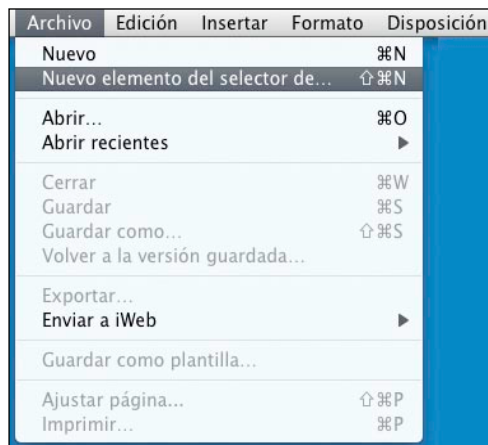 Archivo Edición Insertar Formato Disposición
Nuevo ⌘N
Nuevo elemento del selector de... ⇧⌘N
Abrir... ⌘O
Abrir recientes ▶
Cerrar ⌘W
Guardar ⌘S
Guardar como... ⇧⌘S
Volver a la versión guardada...
Exportar...
Enviar a iWeb ▶
Guardar como plantilla...
Ajustar página... ⇧⌘P
Imprimir... ⌘P